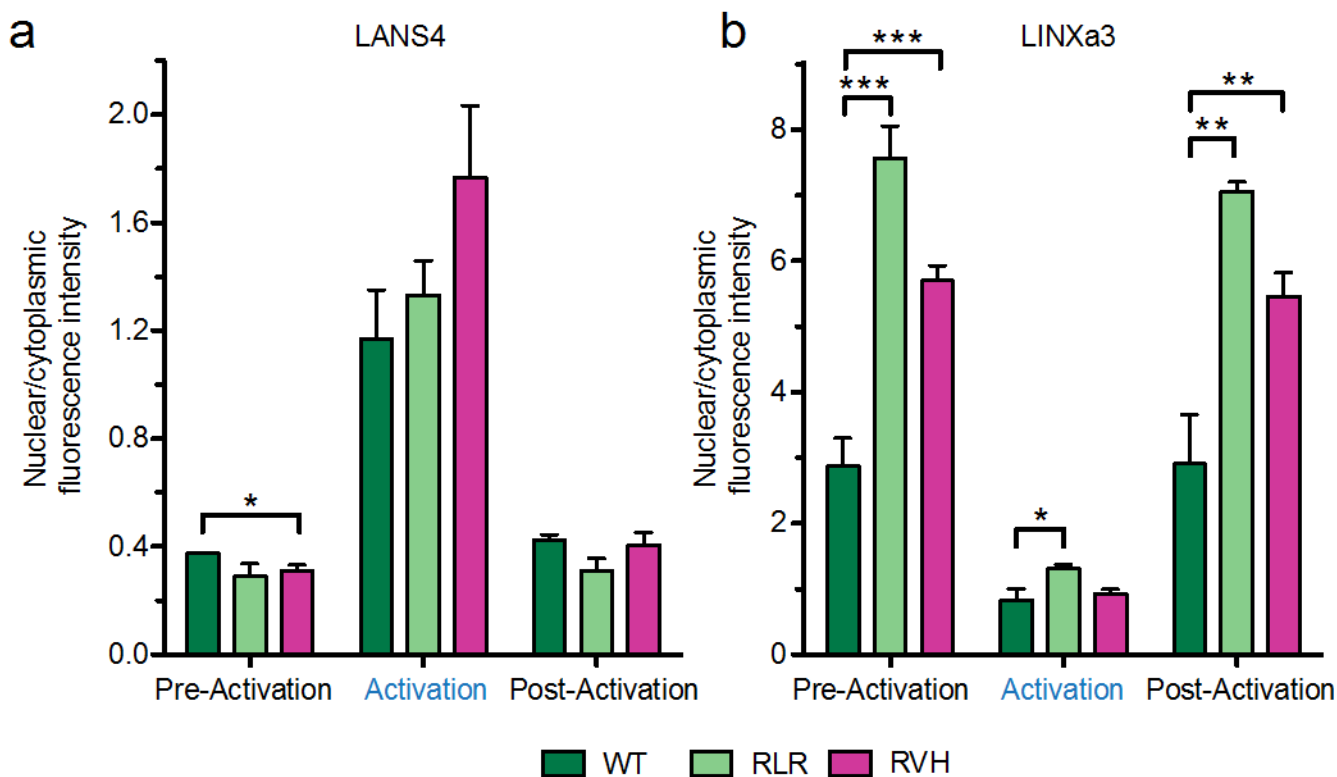 a
LANS4
Nuclear/cytoplasmic
fluorescence intensity
2.0
1.6
1.2
0.8
0.4
0.0
*
Pre-Activation Activation Post-Activation
b
LINXa3
Nuclear/cytoplasmic
fluorescence intensity
8
6
4
2
0
***
***
*
**
**
Pre-Activation Activation Post-Activation
WT RLR RVH